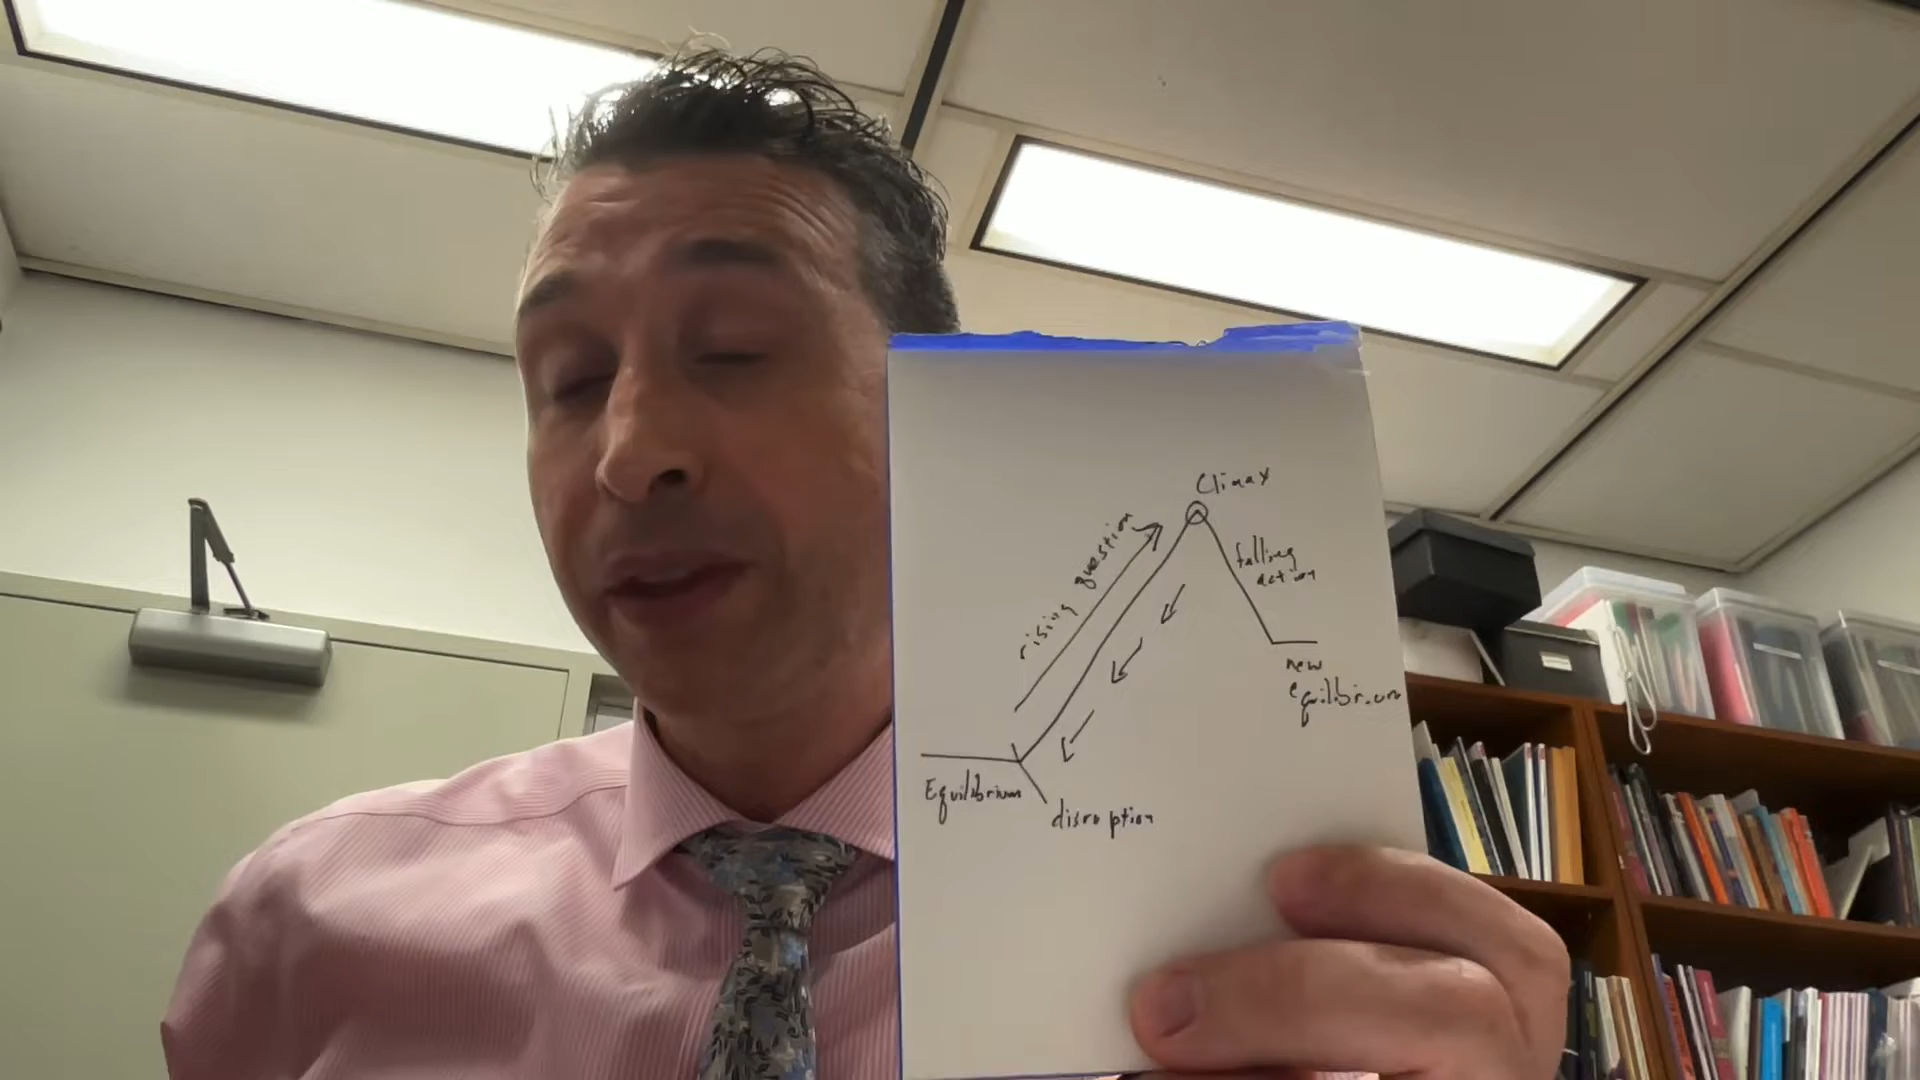 Climax
rising question
falling
action
new
equilibrium
Equilibrium
disruption